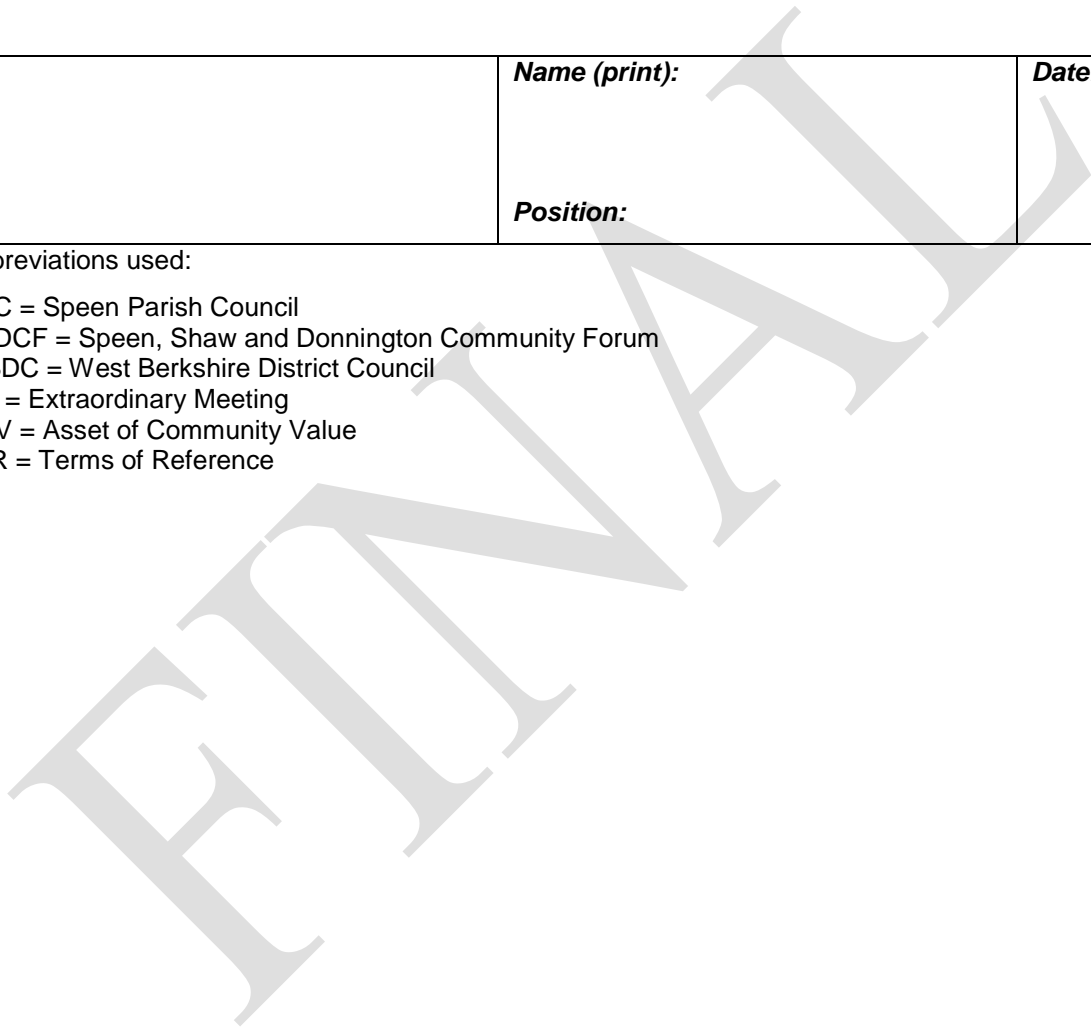 Name (print):
Date
Position:
breviations used:
C = Speen Parish Council
DCF = Speen, Shaw and Donnington Community Forum
DC = West Berkshire District Council
= Extraordinary Meeting
V = Asset of Community Value
R = Terms of Reference
FINAL